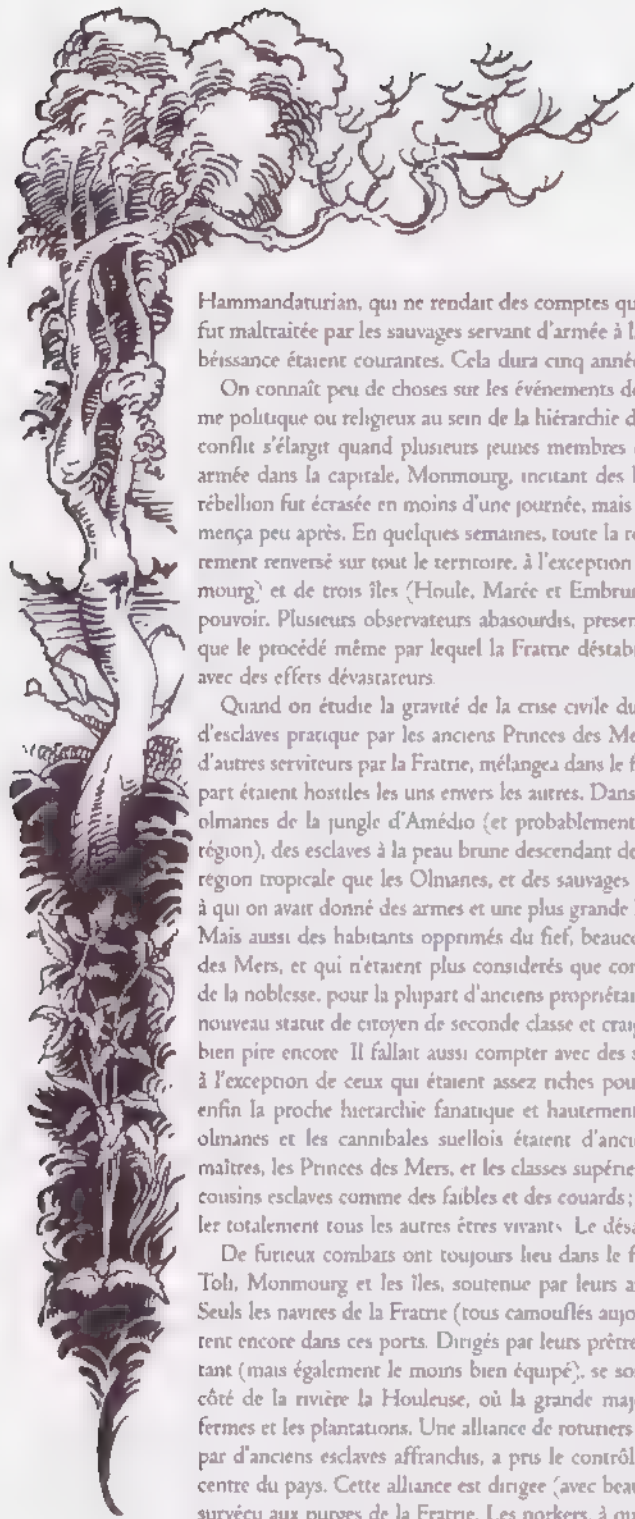 Hammandaturian, qui ne rendait des comptes qu
fut maltraitée par les sauvages servant d'armée à l
béissance étaient courantes. Cela dura cinq année
On connaît peu de choses sur les événements de
me politique ou religieux au sein de la hiérarchie d
conflit s'élargit quand plusieurs jeunes membres
armée dans la capitale, Monmourg, incitant des
rébellion fut écrasée en moins d'une journée, mais
mença peu après. En quelques semaines, toute la r
rement renversé sur tout le territoire, à l'exception
mourg) et de trois îles (Houle, Marée et Embrun
pouvoir. Plusieurs observateurs abasourdis, present
que le procédé même par lequel la Fratrie déstab
avec des effets dévastateurs
Quand on étudie la gravité de la crise civile du
d'esclaves pratique par les anciens Princes des Me
d'autres serviteurs par la Fratrie, mélangea dans le f
part étaient hostiles les uns envers les autres. Dans
olmanes de la jungle d'Amédio (et probablement
région), des esclaves à la peau brune descendant de
région tropicale que les Olmanes, et des sauvages
à qui on avait donné des armes et une plus grande
Mais aussi des habitants opprimés du fief, beauco
des Mers, et qui n'étaient plus considerés que con
de la noblesse, pour la plupart d'anciens propriétai
nouveau statut de citoyen de seconde classe et craig
bien pire encore Il fallait aussi compter avec des s
à l'exception de ceux qui étaient assez riches pou
enfin la proche hierarchie fanatique et hautement
olmanes et les cannibales suellois étaient d'ancie
maîtres, les Princes des Mers, et les classes supérie
cousins esclaves comme des faibles et des couards ;
ler totalement tous les autres êtres vivants Le désa
De furieux combats ont toujours lieu dans le f
Toli, Monmourg et les îles, soutenue par leurs a
Seuls les navires de la Fratrie (tous camouflés aujo
rent encore dans ces ports. Dirigés par leurs prêtre
tant (mais également le moins bien équipé), se so
côté de la rivière la Houleuse, où la grande maj
fermes et les plantations. Une alliance de roturiers
par d'anciens esclaves affranchis, a pris le contrôl
centre du pays. Cette alliance est dirigee (avec beau
survécu aux purges de la Fratrie. Les norkers, à qu